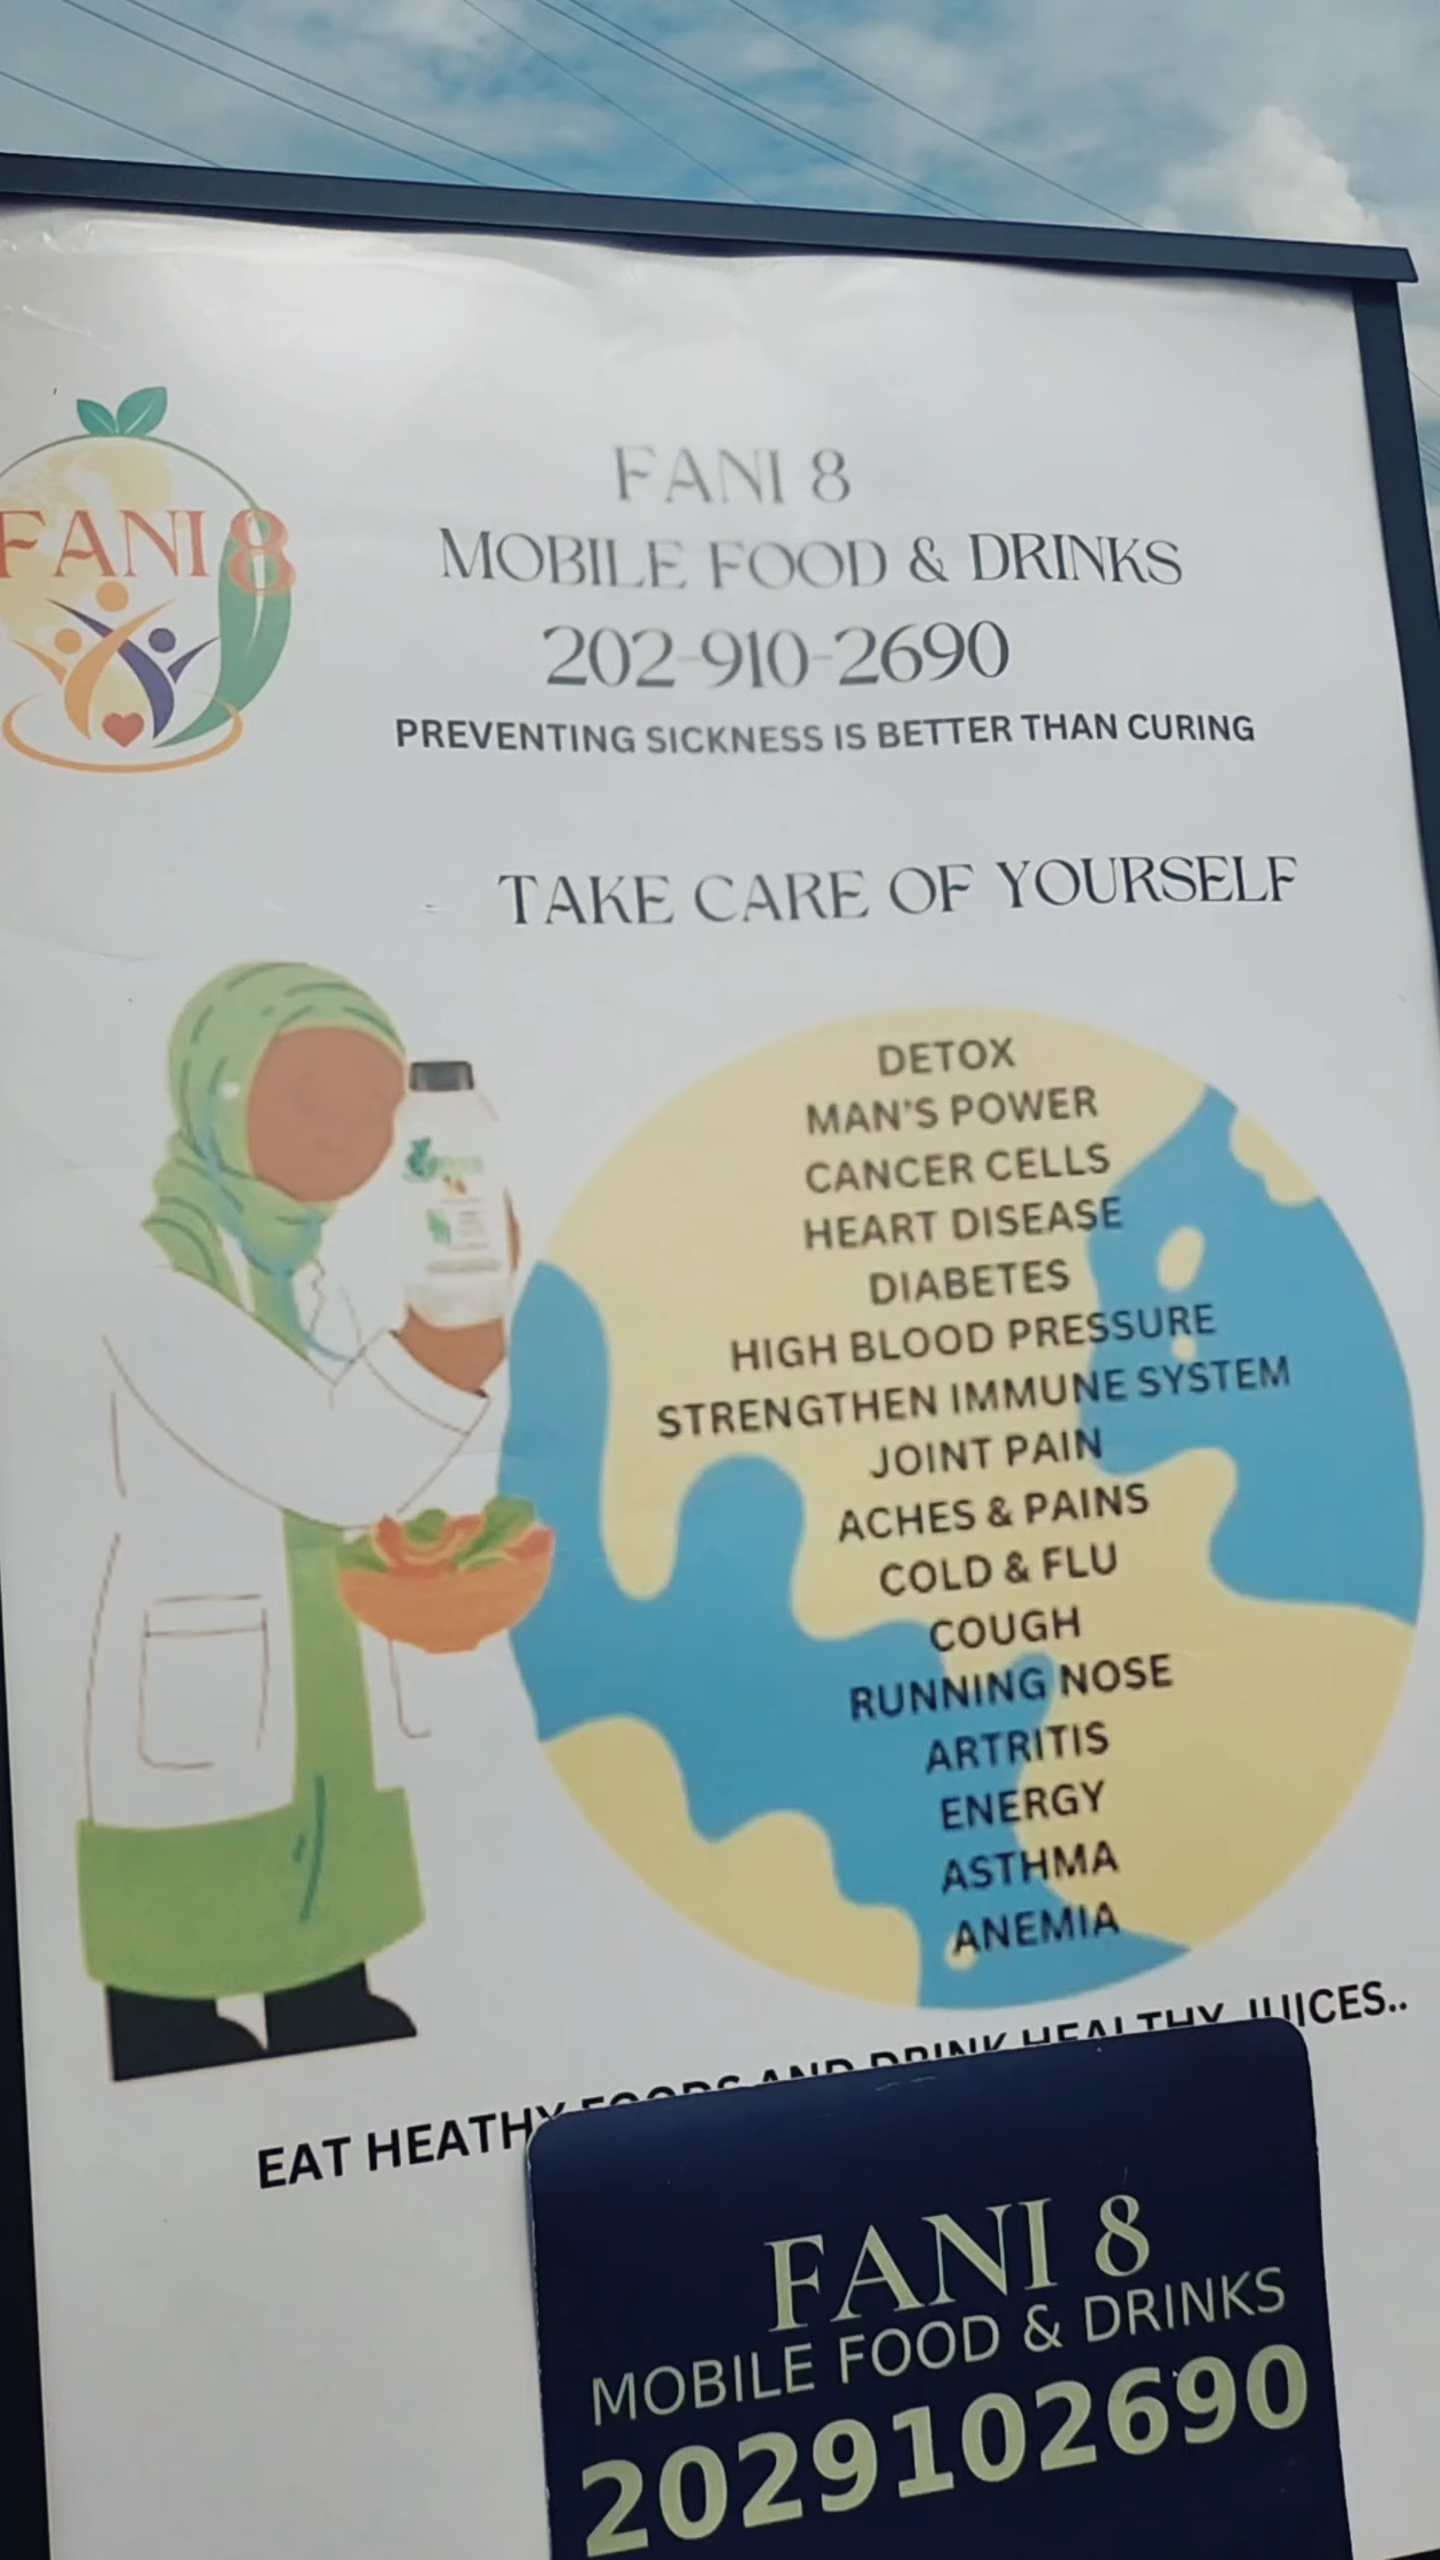 FANI 8
FANI 8
MOBILE FOOD & DRINKS
202-910-2690
PREVENTING SICKNESS IS BETTER THAN CURING
TAKE CARE OF YOURSELF
DETOX
MAN'S POWER
CANCER CELLS
HEART DISEASE
DIABETES
HIGH BLOOD PRESSURE
STRENGTHEN IMMUNE SYSTEM
JOINT PAIN
ACHES & PAINS
COLD & FLU
COUGH
RUNNING NOSE
ARTRITIS
ENERGY
ASTHMA
ANEMIA
EAT HEATHY FOODS AND DRINK HEALTHY JUICES..
FANI 8
MOBILE FOOD & DRINKS
2029102690